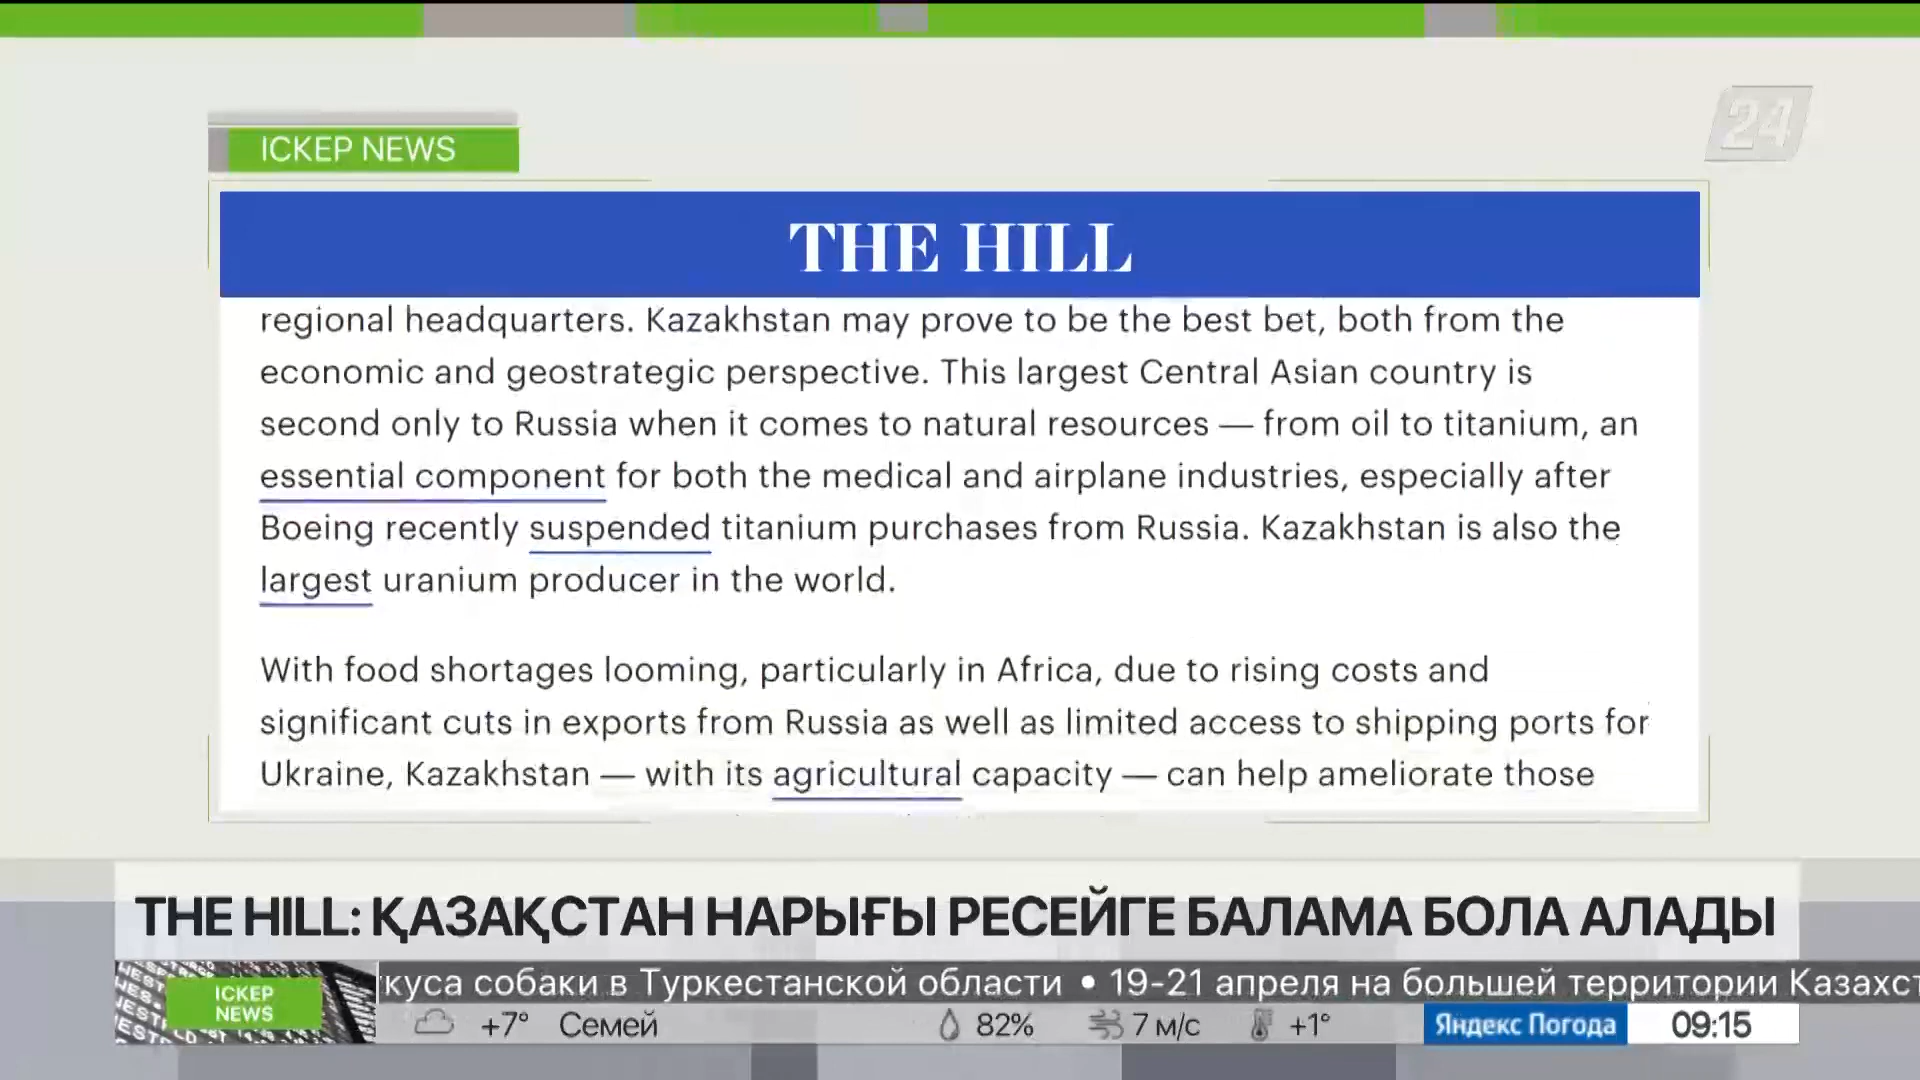 ІСКЕР NEWS
24
THE HILL
regional headquarters. Kazakhstan may prove to be the best bet, both from the
economic and geostrategic perspective. This largest Central Asian country is
second only to Russia when it comes to natural resources — from oil to titanium, an
essential component for both the medical and airplane industries, especially after
Boeing recently suspended titanium purchases from Russia. Kazakhstan is also the
largest uranium producer in the world.
With food shortages looming, particularly in Africa, due to rising costs and
significant cuts in exports from Russia as well as limited access to shipping ports for
Ukraine, Kazakhstan — with its agricultural capacity — can help ameliorate those
THE HILL: ҚАЗАҚСТАН НАРЫҒЫ РЕСЕЙГЕ БАЛАМА БОЛА АЛАДЫ
ІСКЕР
NEWS
куса собаки в Туркестанской области • 19-21 апреля на большей территории Казахст
+7° Семей 82% 7 м/с +1° Яндекс Погода 09:15